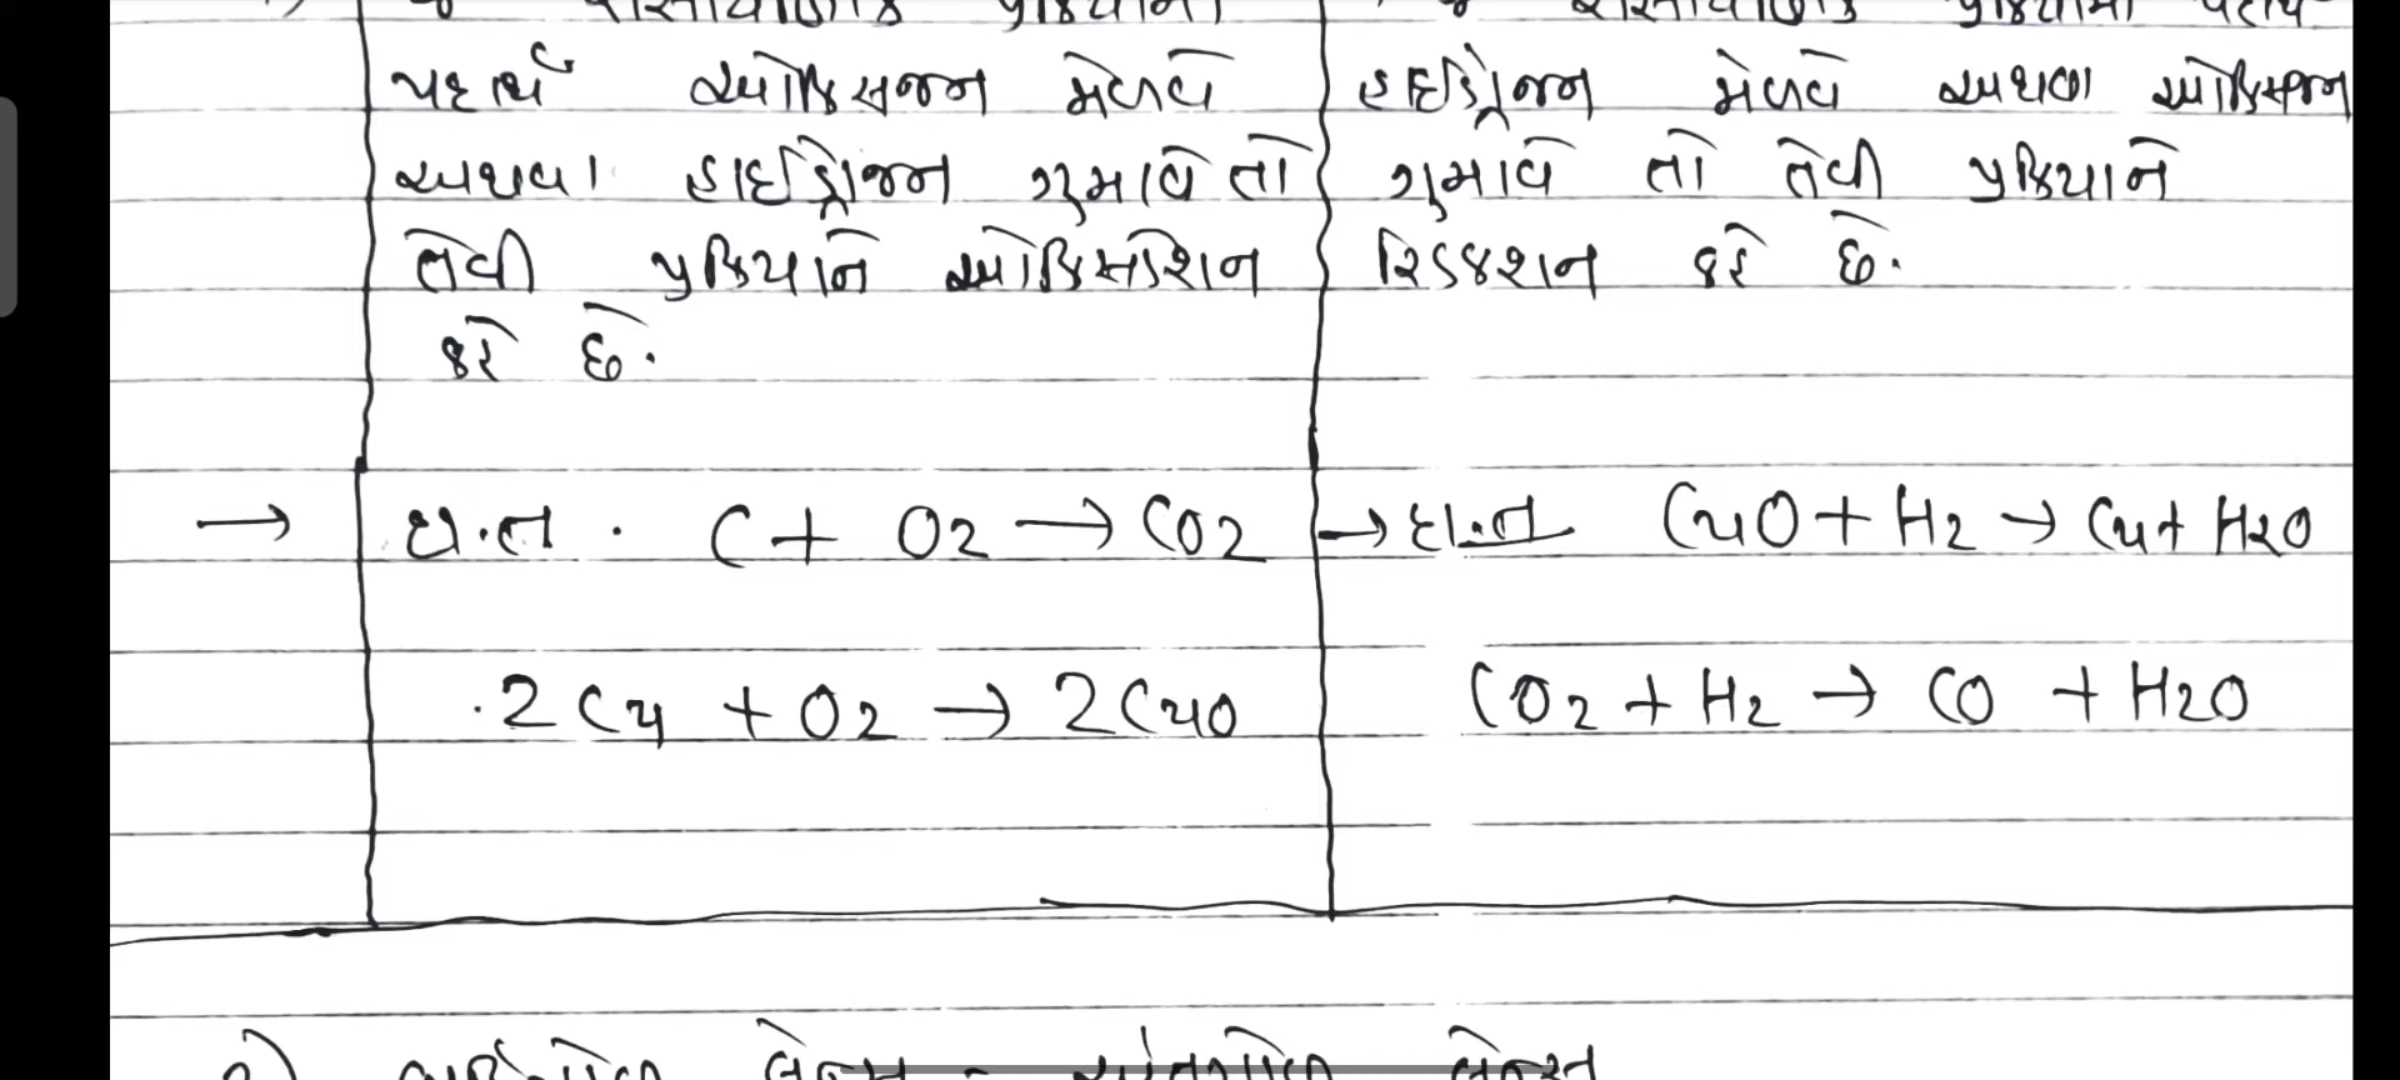 પદાર્થ ઓક્સિજન મેળવે
અથવા હાઈડ્રોજન ગુમાવે તો
તેવી પ્રક્રિયાને ઓક્સિડેશન
કહે છે.
→ દા.ત. C + O2 → CO2
.2Cu + O2 → 2CuO
હાઈડ્રોજન મેળવે અથવા ઓક્સિજન
ગુમાવે તો તેવી પ્રક્રિયાને
રિડક્શન કહે છે.
→ દા.ત CuO + H2 → Cu + H2O
CO2 + H2 → CO + H2O